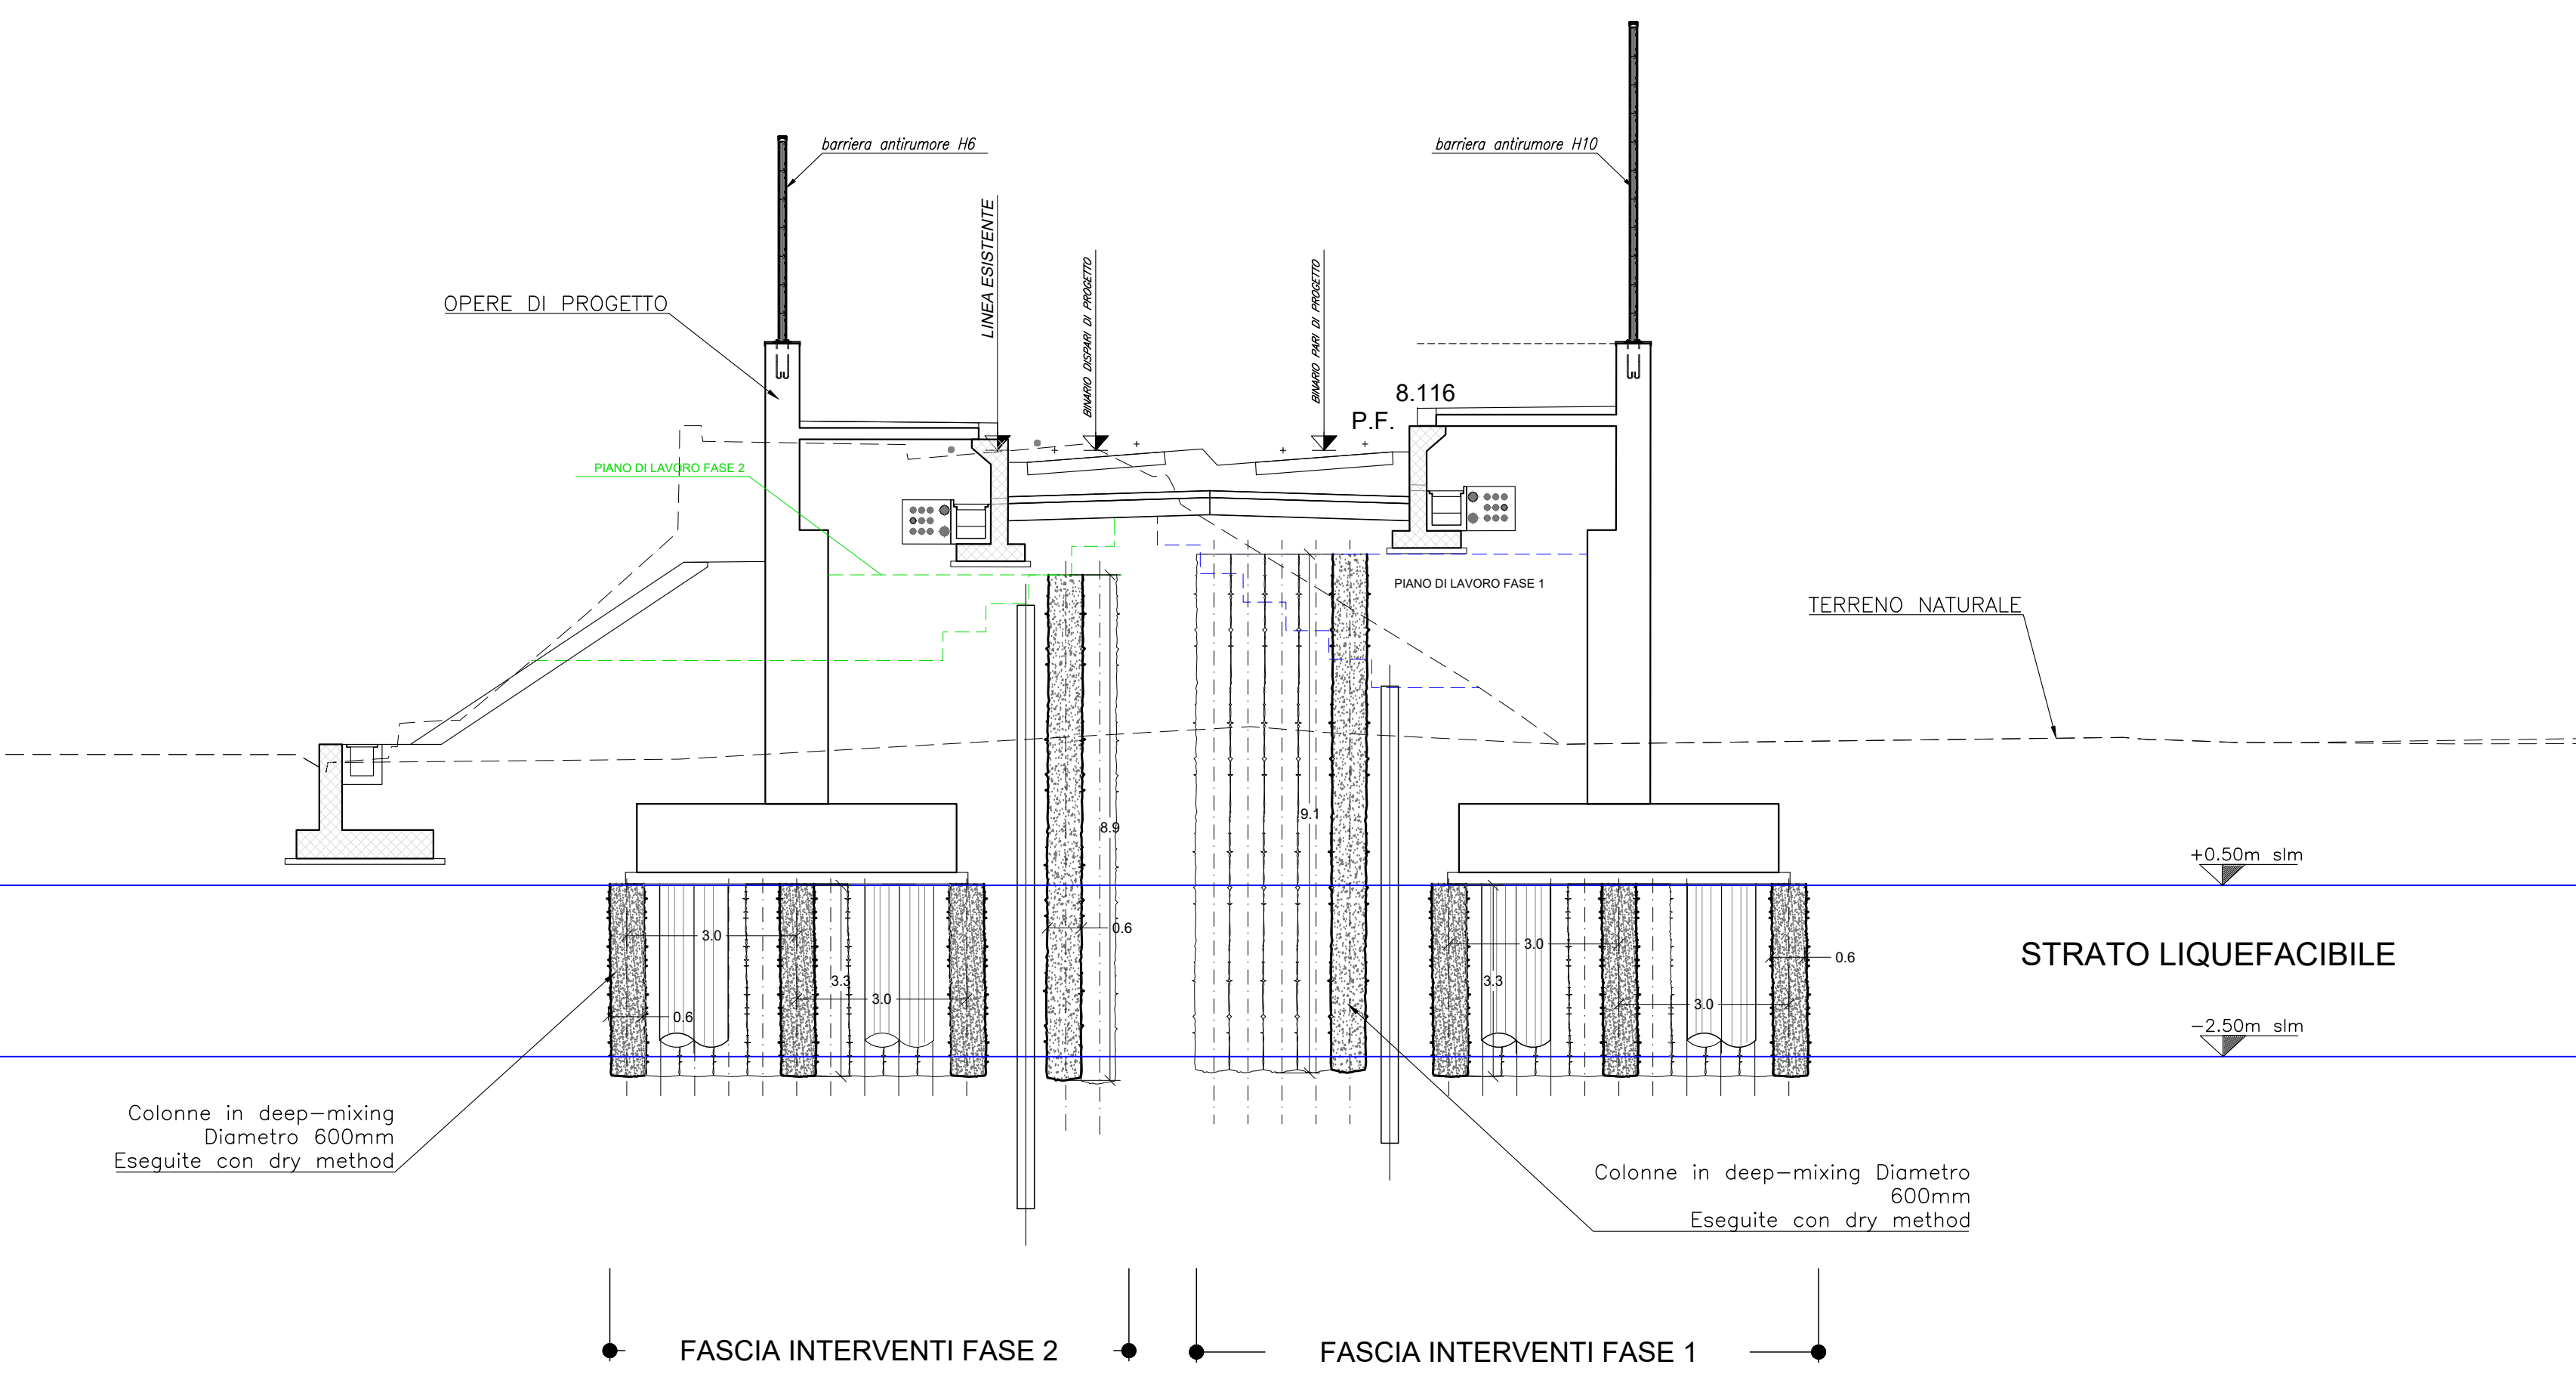 barriera antirumore H6
barriera antirumore H10
LINEA ESISTENTE
BINARIO DISPARI DI PROGETTO
BINARIO PARI DI PROGETTO
OPERE DI PROGETTO
8.116
P.F.
PIANO DI LAVORO FASE 2
PIANO DI LAVORO FASE 1
TERRENO NATURALE
8.9
9.1
+0.50m slm
3.0
3.3
3.0
0.6
0.6
3.0
3.3
3.0
0.6
STRATO LIQUEFACIBILE
-2.50m slm
Colonne in deep-mixing
Diametro 600mm
Eseguite con dry method
Colonne in deep-mixing Diametro
600mm
Eseguite con dry method
FASCIA INTERVENTI FASE 2
FASCIA INTERVENTI FASE 1